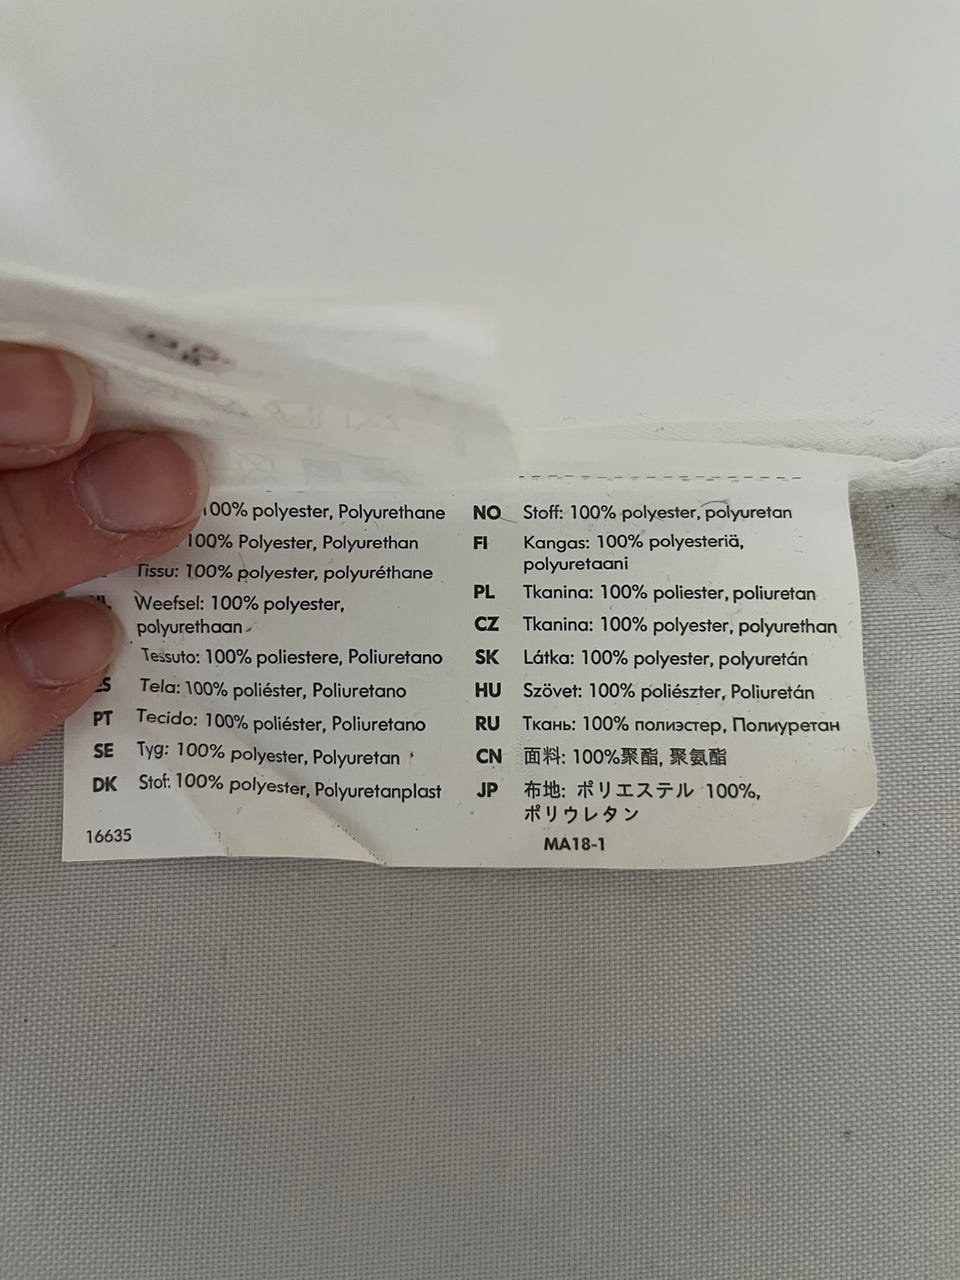 100% polyester, Polyurethane
100% Polyester, Polyurethan
Tissu: 100% polyester, polyuréthane
Weefsel: 100% polyester,
polyurethaan
Tessuto: 100% poliestere, Poliuretano
ES Tela: 100% poliéster, Poliuretano
PT Tecido: 100% poliéster, Poliuretano
SE Tyg: 100% polyester, Polyuretan
DK Stof: 100% polyester, Polyuretanplast
16635
NO Stoff: 100% polyester, polyuretan
FI Kangas: 100% polyesteriä,
polyuretaani
PL Tkanina: 100% poliester, poliuretan
CZ Tkanina: 100% polyester, polyurethan
SK Látka: 100% polyester, polyuretán
HU Szövet: 100% poliészter, Poliuretán
RU Ткань: 100% полиэстер, Полиуретан
CN 面料: 100%聚酯, 聚氨酯
JP 布地: ポリエステル 100%,
ポリウレタン
MA18-1